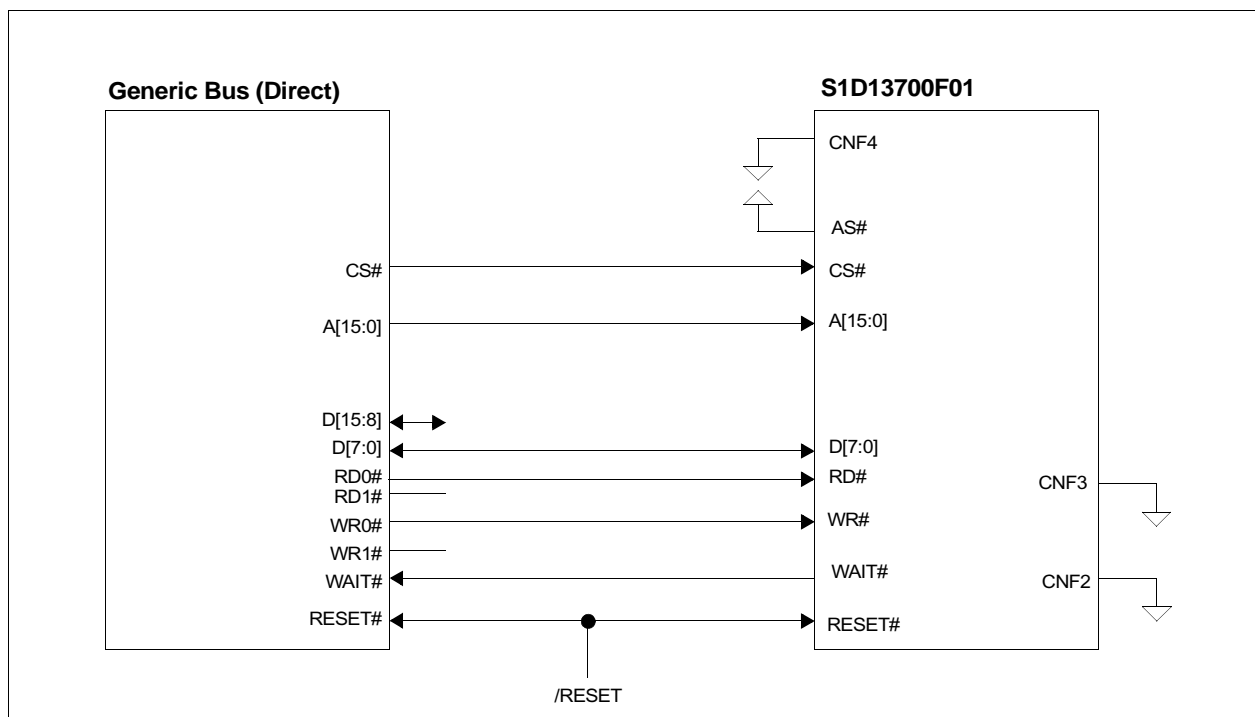 Generic Bus (Direct)
S1D13700F01
CNF4
AS#
CS#
CS#
A[15:0]
A[15:0]
D[15:8]
D[7:0]
D[7:0]
RD0#
RD#
RD1#
CNF3
WR0#
WR#
WR1#
WAIT#
WAIT#
CNF2
RESET#
RESET#
/RESET